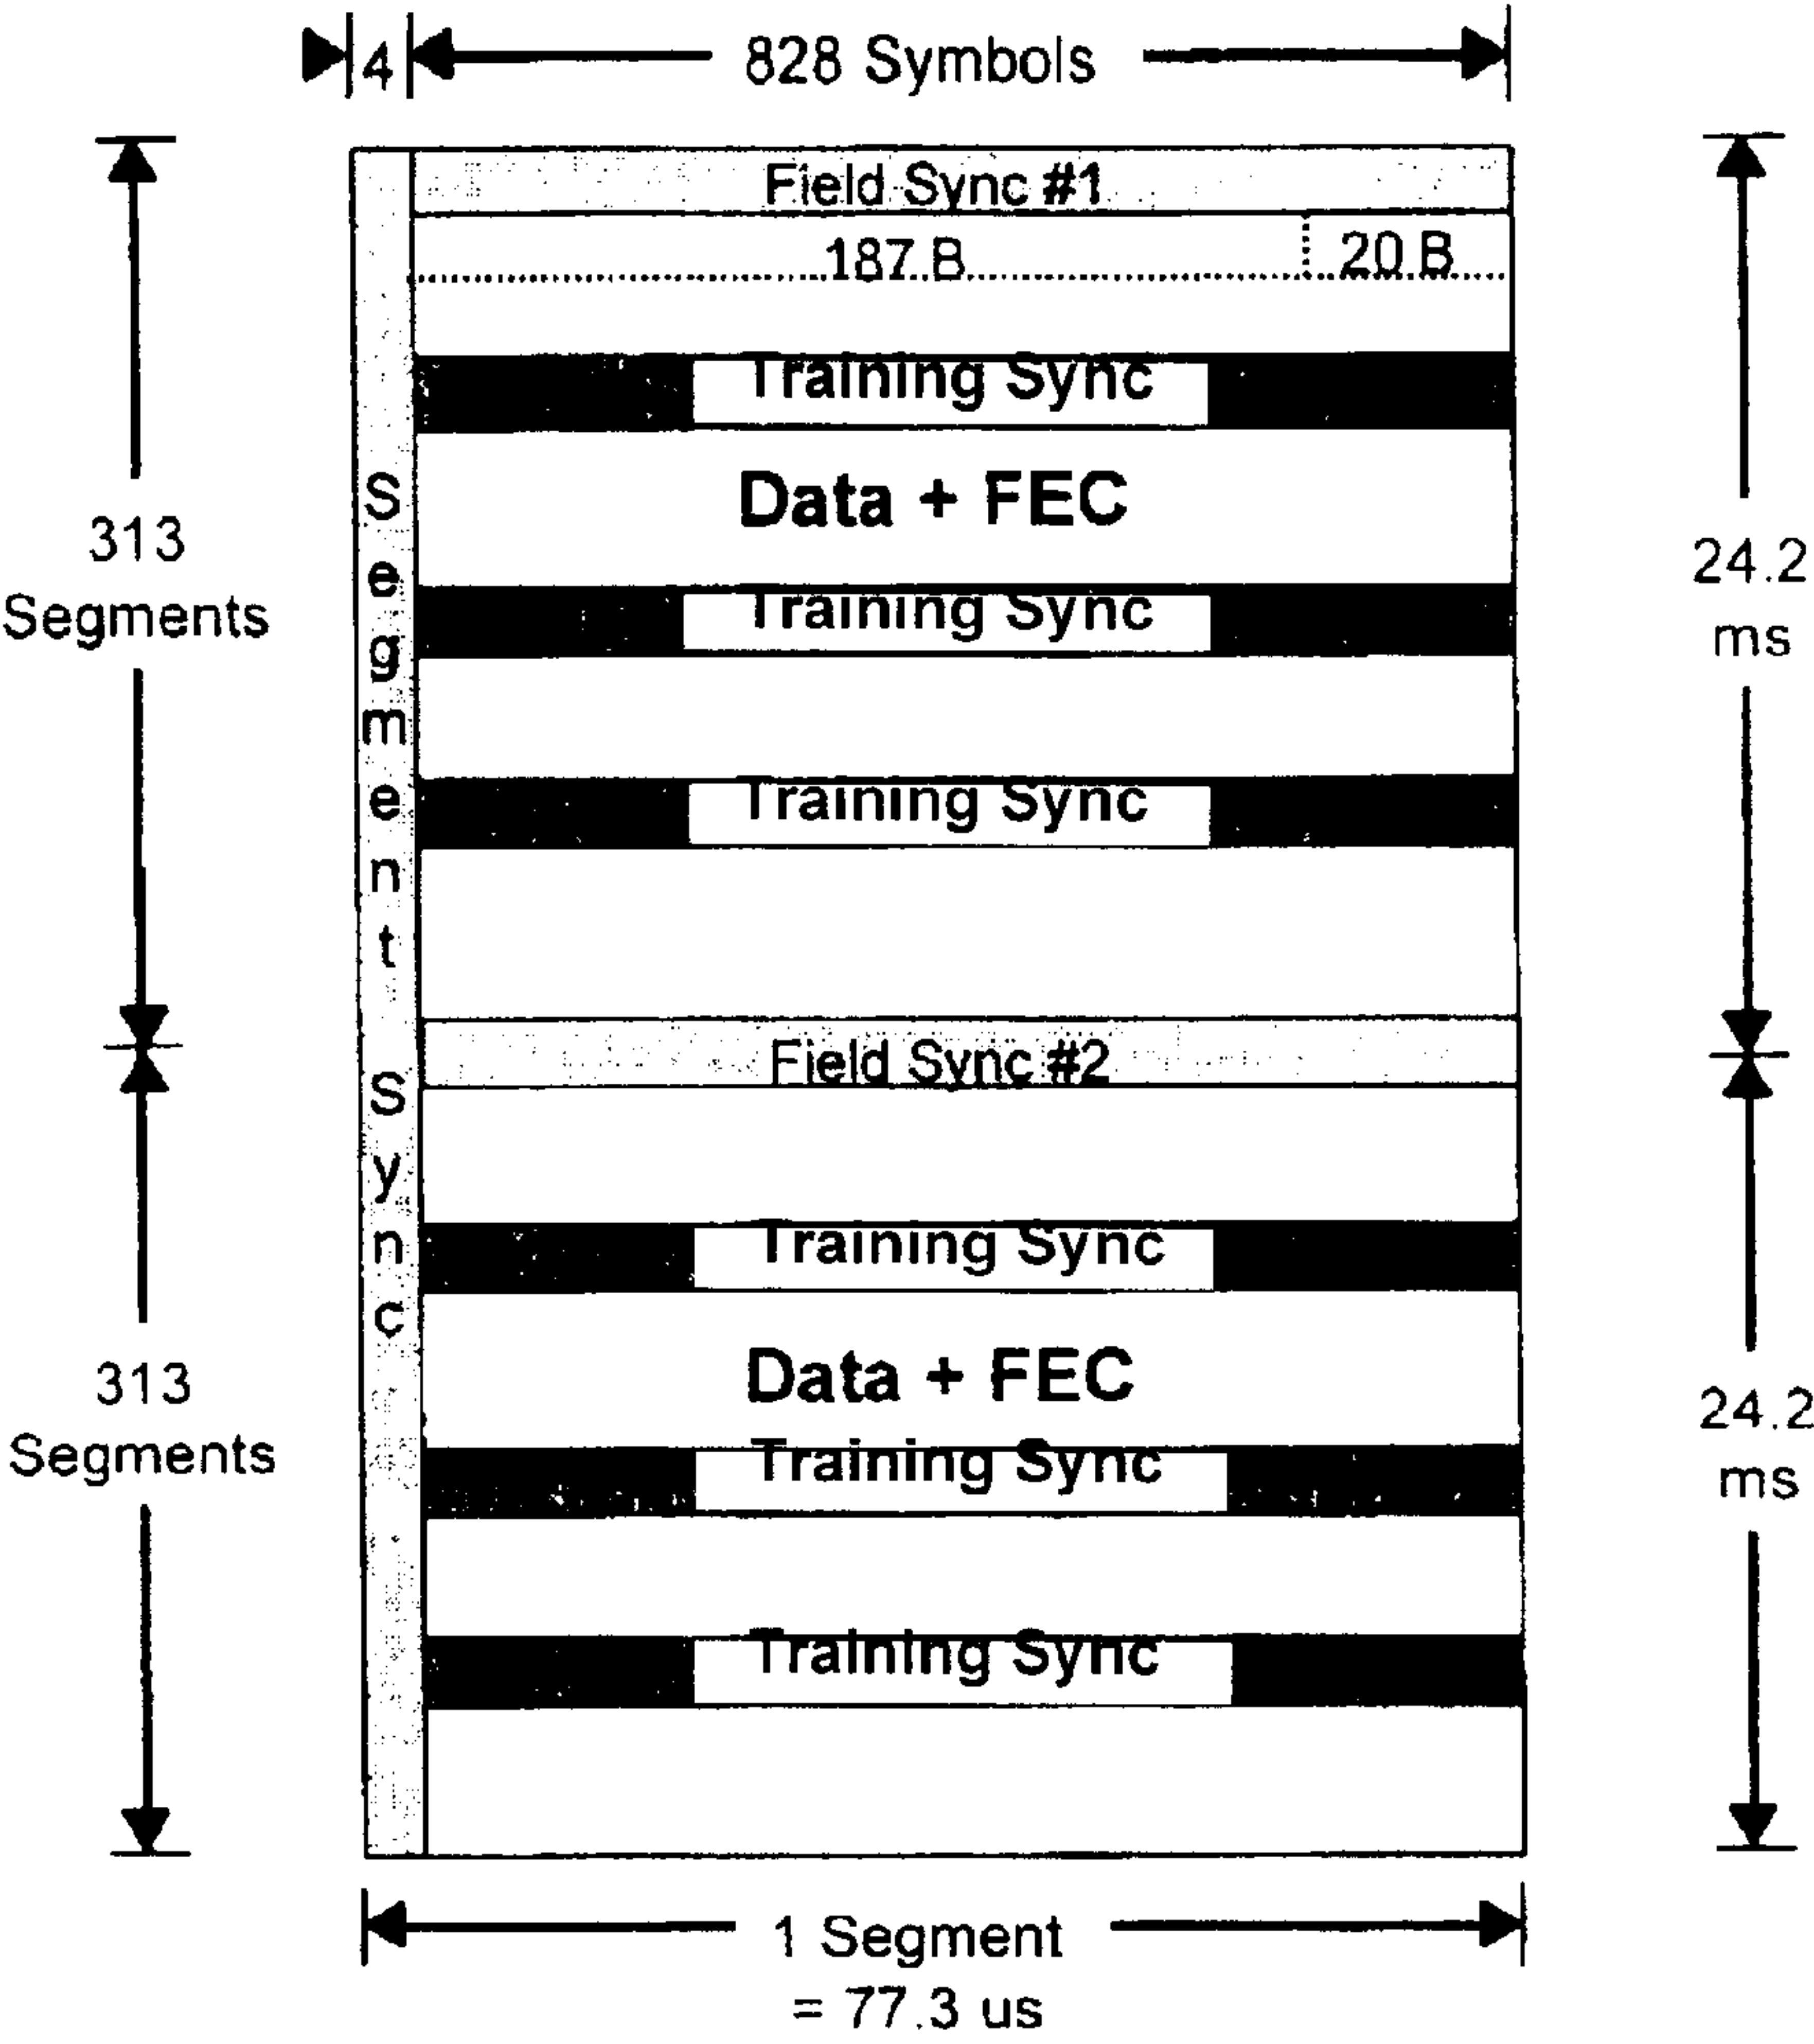 4
828 Symbols
Field Sync #1
187 B
20 B
Training Sync
Data + FEC
313
Segments
24.2
ms
Training Sync
Training Sync
Segment Sync
Field Sync #2
Training Sync
Data + FEC
313
Segments
24.2
ms
Training Sync
Training Sync
1 Segment
= 77.3 us